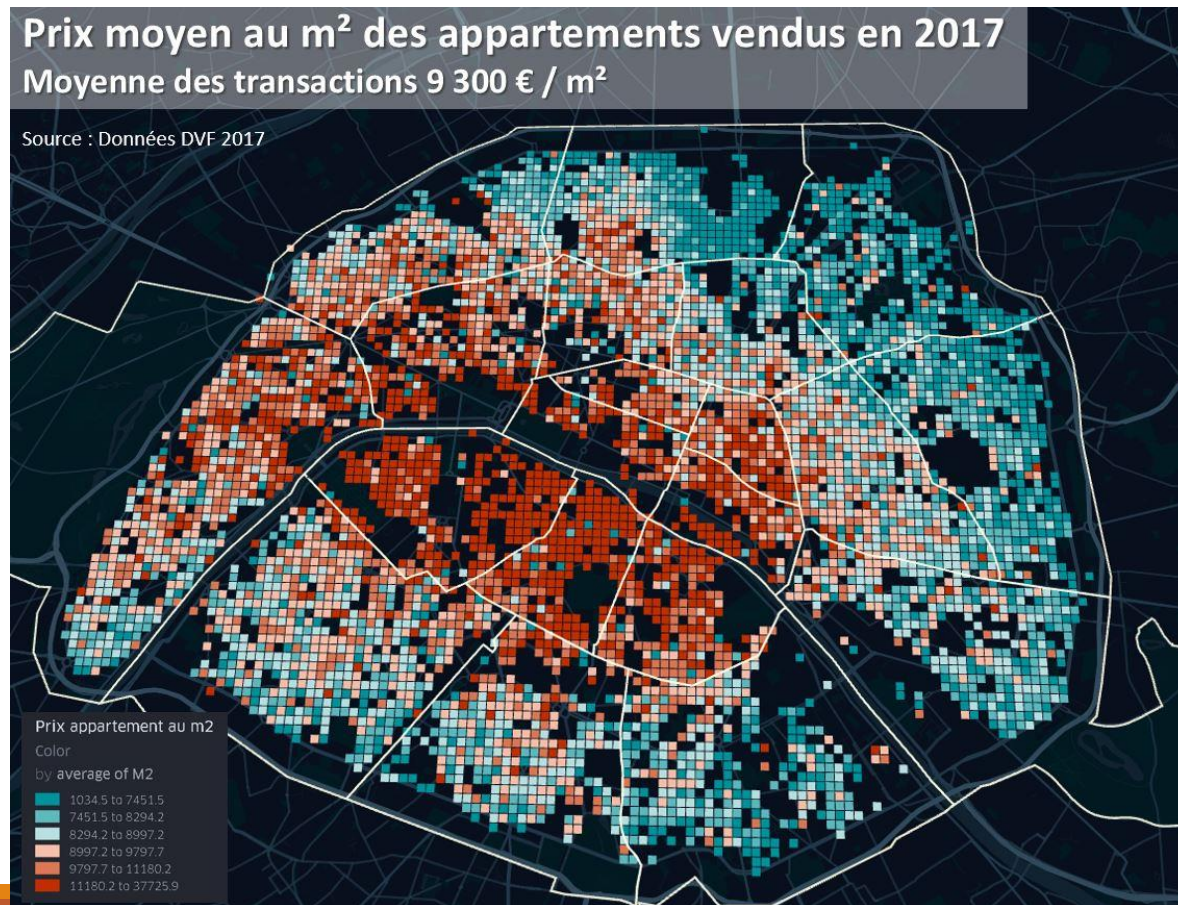 Prix moyen au m² des appartements vendus en 2017
Moyenne des transactions 9 300 € / m²
Source : Données DVF 2017
Prix appartement au m2
Color
by average of M2
1034.5 to 7451.5
7451.5 to 8294.2
8294.2 to 8997.2
8997.2 to 9797.7
9797.7 to 11180.2
11180.2 to 37725.9